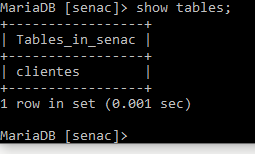 MariaDB [senac]> show tables;
+-----------------+
| Tables_in_senac |
+-----------------+
| clientes        |
+-----------------+
1 row in set (0.001 sec)
MariaDB [senac]>